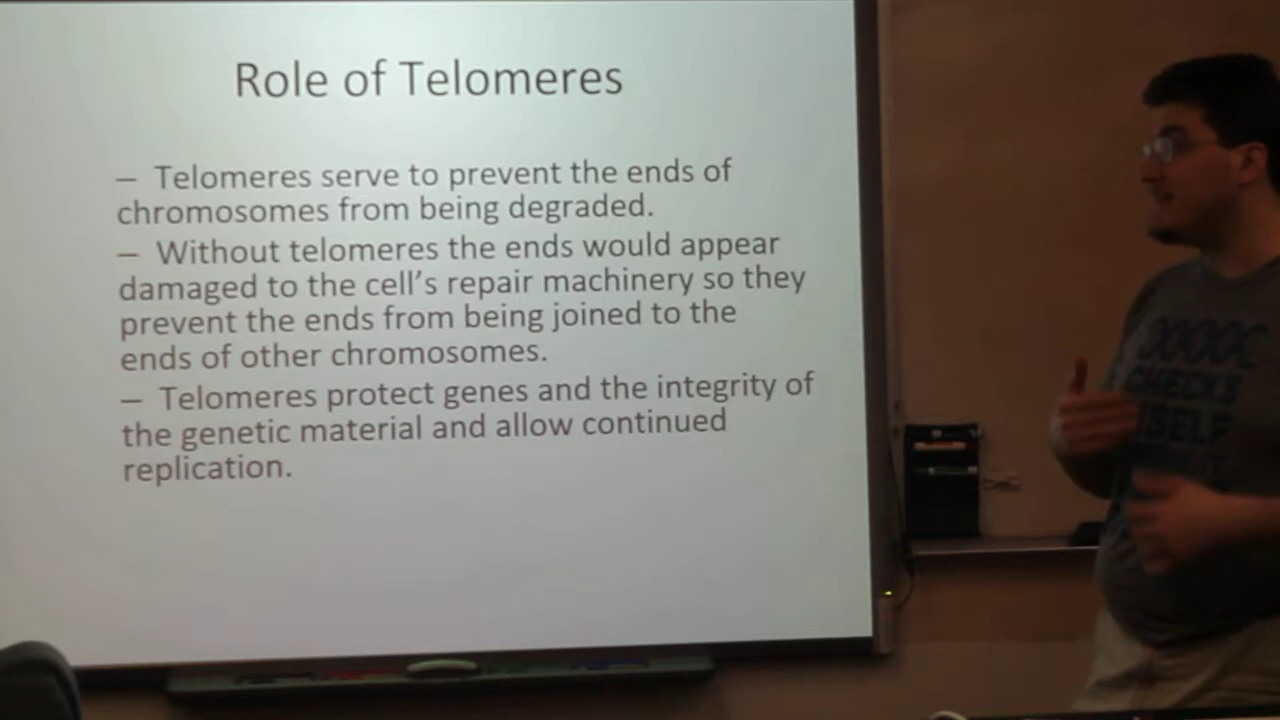 Role of Telomeres
– Telomeres serve to prevent the ends of
chromosomes from being degraded.
– Without telomeres the ends would appear
damaged to the cell's repair machinery so they
prevent the ends from being joined to the
ends of other chromosomes.
– Telomeres protect genes and the integrity of
the genetic material and allow continued
replication.
CHECKS